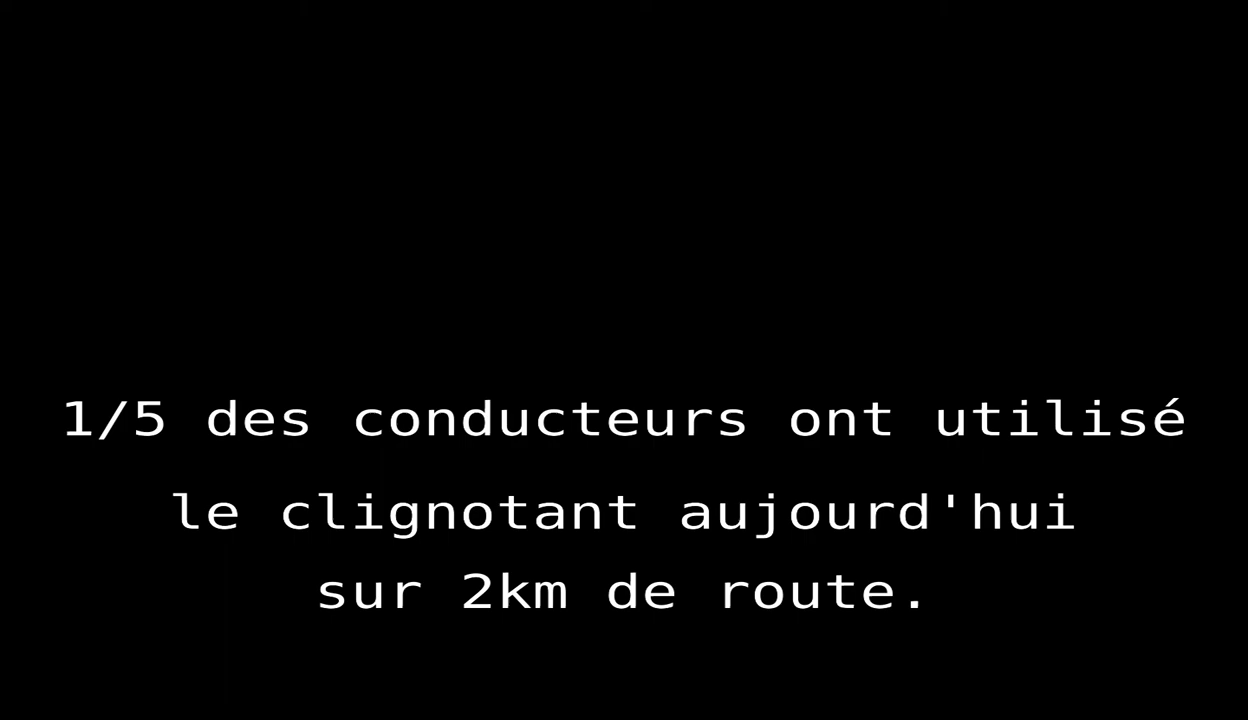 1/5 des conducteurs ont utilisé
le clignotant aujourd'hui
sur 2km de route.